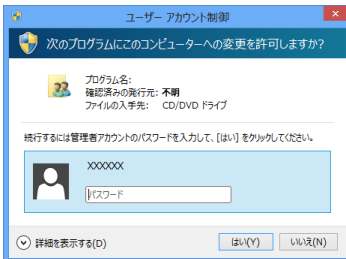 ユーザー アカウント制御
次のプログラムにこのコンピューターへの変更を許可しますか?
プログラム名:
確認済みの発行元: 不明
ファイルの入手先: CD/DVD ドライブ
続行するには管理者アカウントのパスワードを入力して、[はい] をクリックしてください。
XXXXXX
パスワード
詳細を表示する(D)
はい(Y)
いいえ(N)